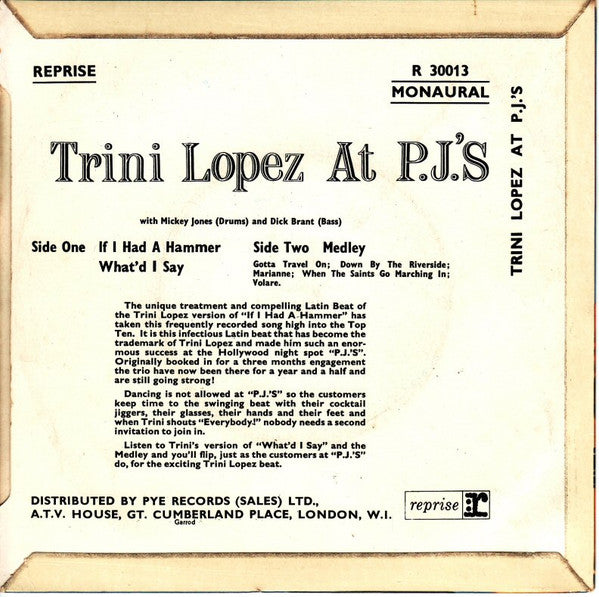 REPRISE
R 30013
MONAURAL
TRINI LOPEZ AT P.J.'S
Trini Lopez At P.J.'S
with Mickey Jones (Drums) and Dick Brant (Bass)
Side One If I Had A Hammer
What'd I Say
Side Two Medley
Gotta Travel On; Down By The Riverside;
Marianne; When The Saints Go Marching In;
Volare.
The unique treatment and compelling Latin Beat of
the Trini Lopez version of "If I Had A Hammer" has
taken this frequently recorded song high into the Top
Ten. It is this infectious Latin beat that has become the
trademark of Trini Lopez and made him such an enor-
mous success at the Hollywood night spot "P.J.'S".
Originally booked in for a three months engagement
the trio have now been there for a year and a half and
are still going strong!
Dancing is not allowed at "P.J.'S" so the customers
keep time to the swinging beat with their cocktail
jiggers, their glasses, their hands and their feet and
when Trini shouts "Everybody!" nobody needs a second
invitation to join in.
Listen to Trini's version of "What'd I Say" and the
Medley and you'll flip, just as the customers at "P.J.'S"
do, for the exciting Trini Lopez beat.
DISTRIBUTED BY PYE RECORDS (SALES) LTD.,
A.T.V. HOUSE, GT. CUMBERLAND PLACE, LONDON, W.I.
Garrod
reprise r